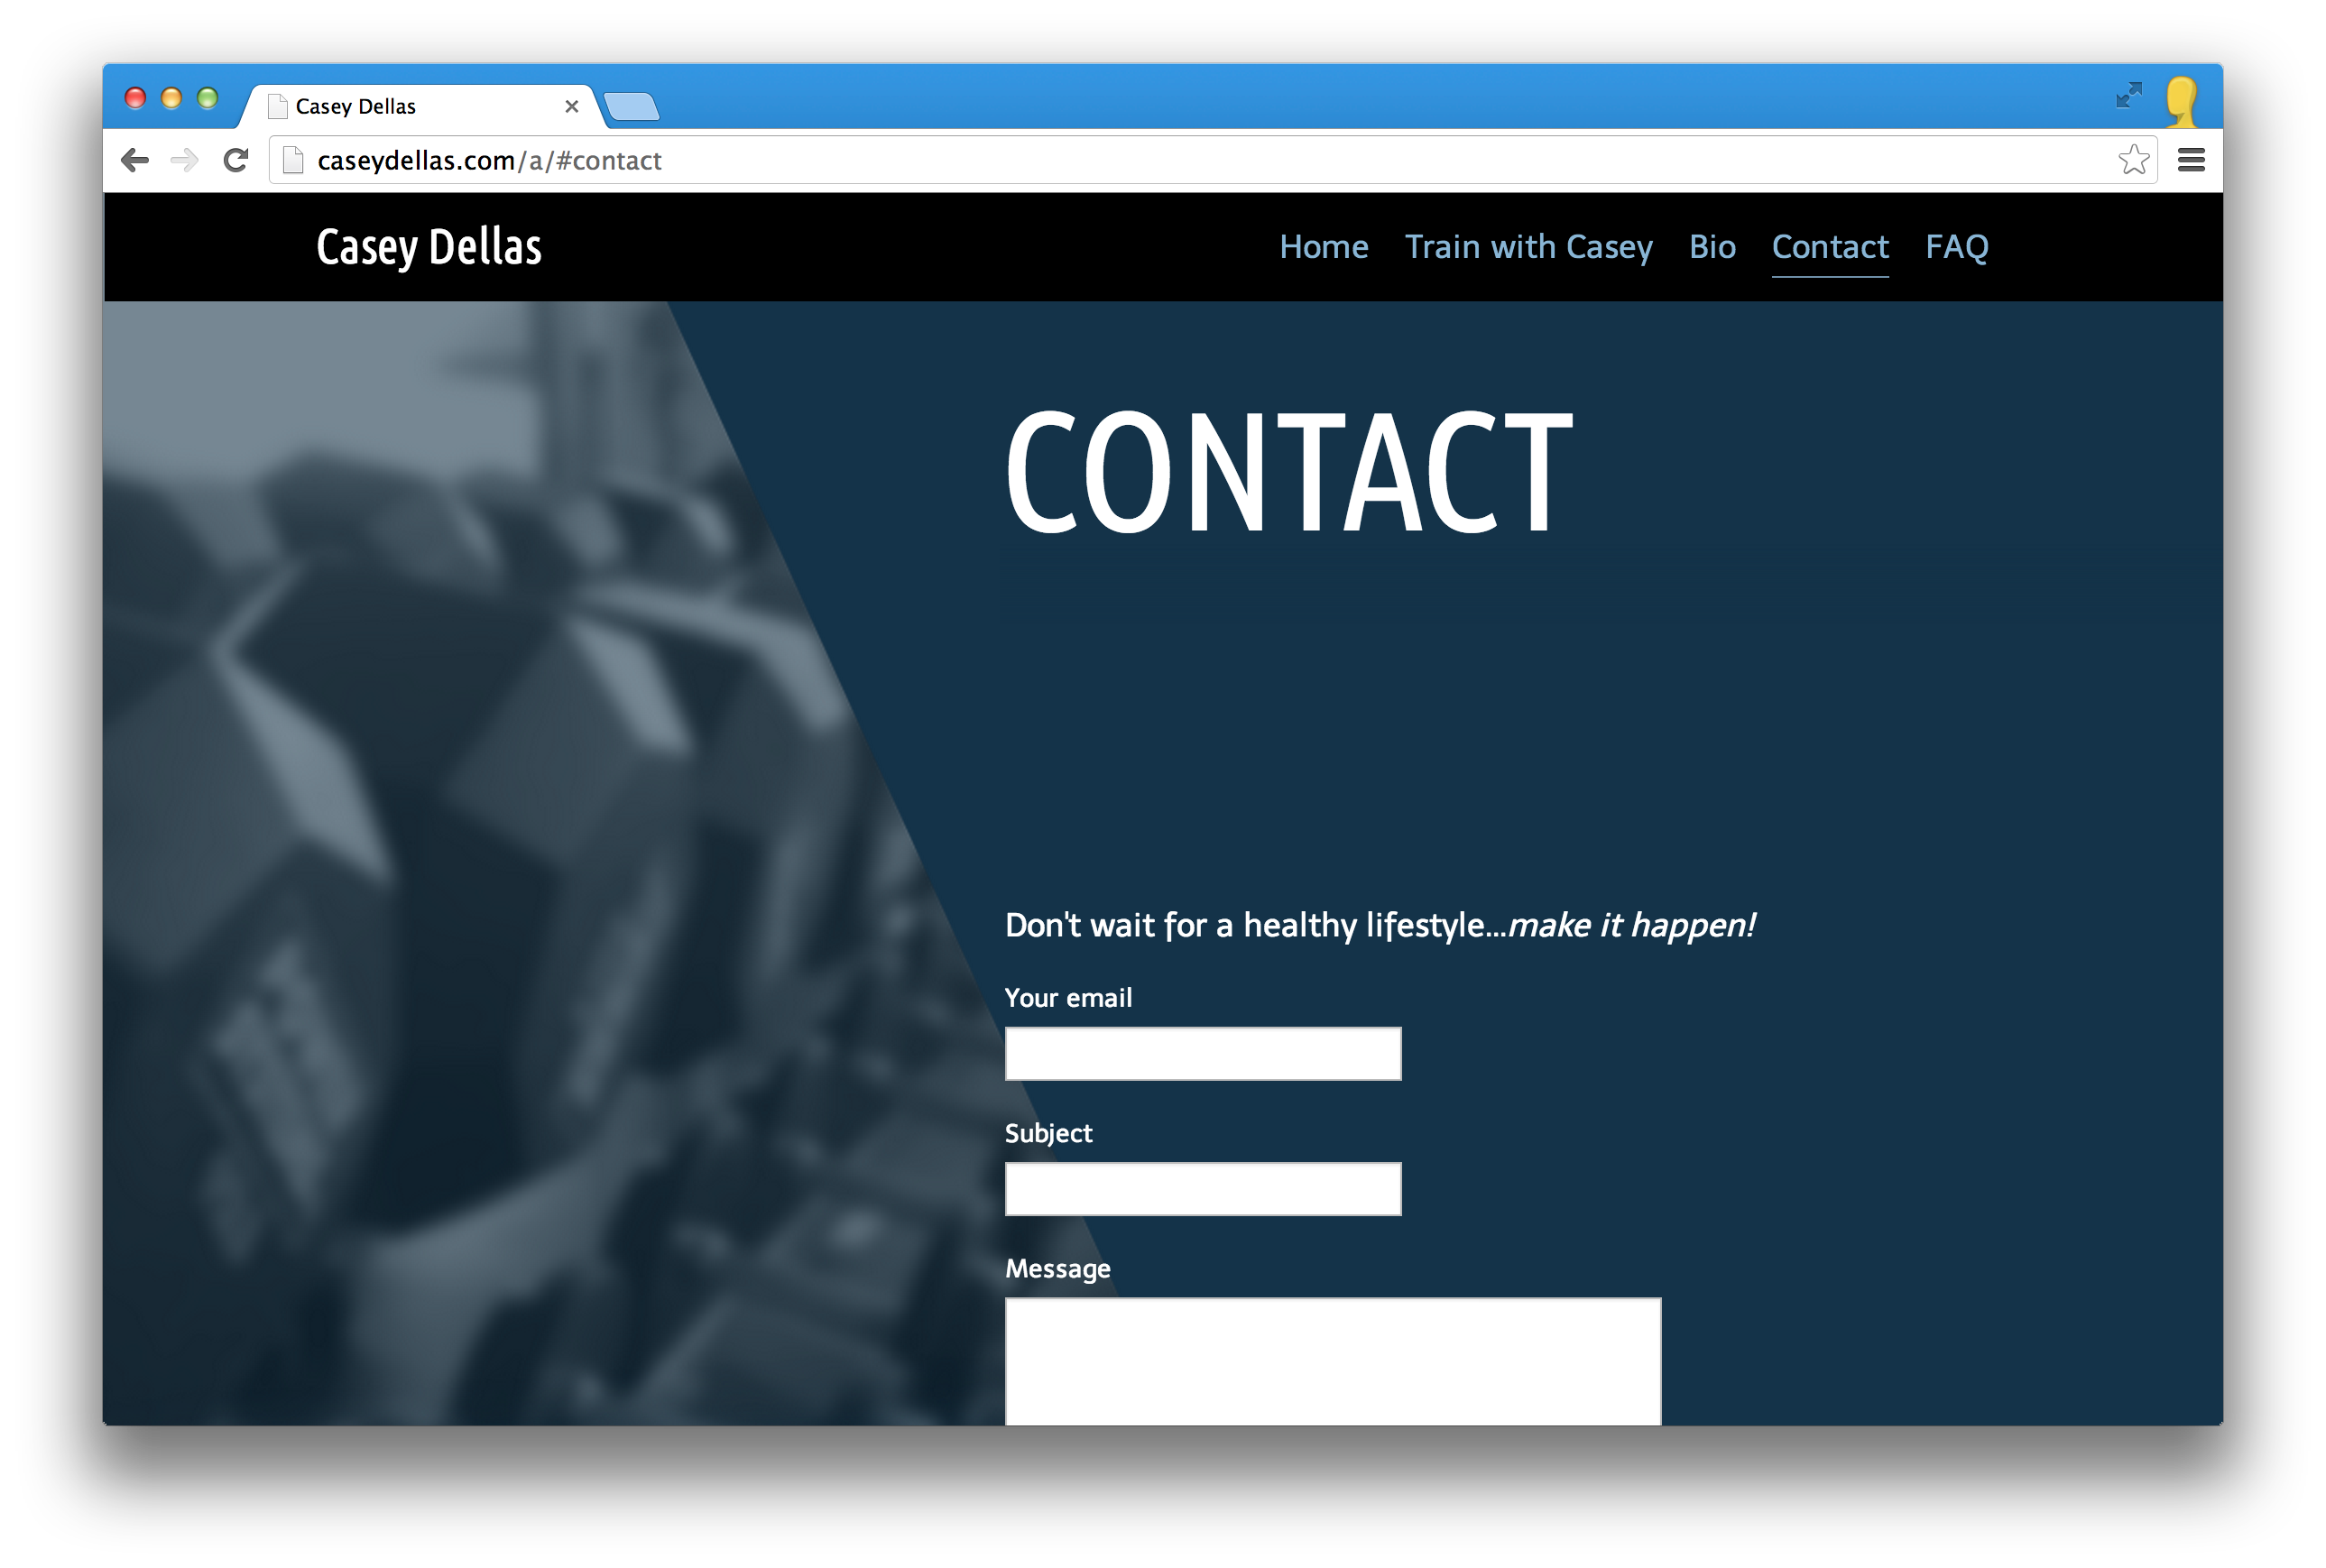 Casey Dellas
caseydellas.com/a/#contact
Casey Dellas
Home Train with Casey Bio Contact FAQ
CONTACT
Don't wait for a healthy lifestyle...make it happen!
Your email
Subject
Message